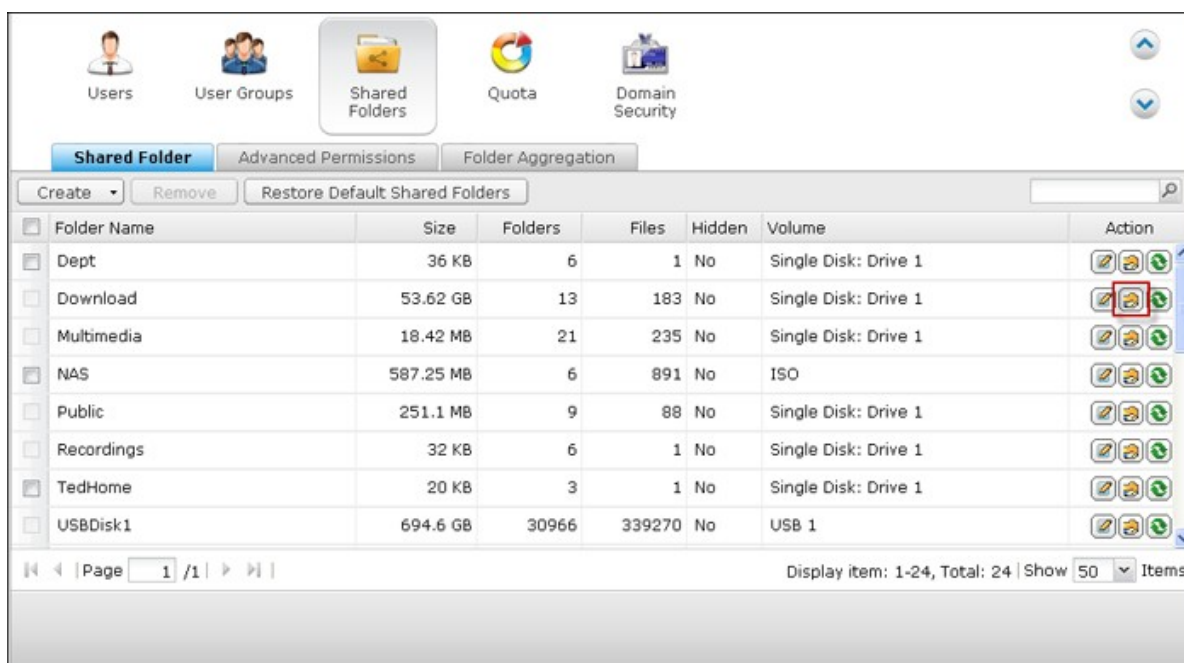 Users User Groups Shared Folders Quota Domain Security
Shared Folder Advanced Permissions Folder Aggregation
Create Remove Restore Default Shared Folders
Folder Name Size Folders Files Hidden Volume Action
Dept 36 KB 6 1 No Single Disk: Drive 1
Download 53.62 GB 13 183 No Single Disk: Drive 1
Multimedia 18.42 MB 21 235 No Single Disk: Drive 1
NAS 587.25 MB 6 891 No ISO
Public 251.1 MB 9 88 No Single Disk: Drive 1
Recordings 32 KB 6 1 No Single Disk: Drive 1
TedHome 20 KB 3 1 No Single Disk: Drive 1
USBDisk1 694.6 GB 30966 339270 No USB 1
Page 1 /1 Display item: 1-24, Total: 24 Show 50 Items